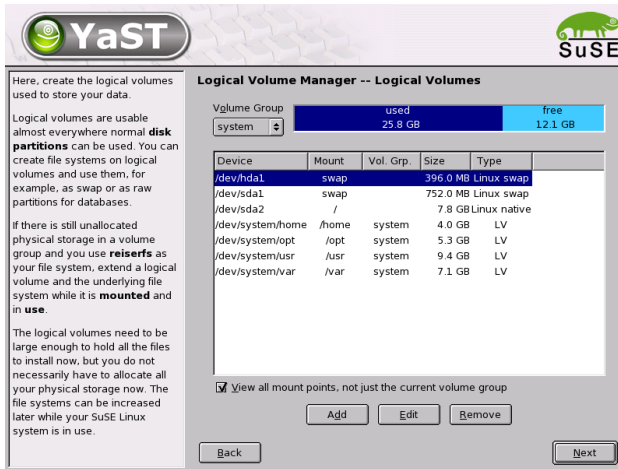 YaST
SuSE
Here, create the logical volumes
used to store your data.
Logical volumes are usable
almost everywhere normal disk
partitions can be used. You can
create file systems on logical
volumes and use them, for
example, as swap or as raw
partitions for databases.
If there is still unallocated
physical storage in a volume
group and you use reiserfs as
your file system, extend a logical
volume and the underlying file
system while it is mounted and
in use.
The logical volumes need to be
large enough to hold all the files
to install now, but you do not
necessarily have to allocate all
your physical storage now. The
file systems can be increased
later while your SuSE Linux
system is in use.
Logical Volume Manager -- Logical Volumes
Volume Group
system
used
25.8 GB
free
12.1 GB
Device Mount Vol. Grp. Size Type
/dev/hda1 swap 396.0 MB Linux swap
/dev/sda1 swap 752.0 MB Linux swap
/dev/sda2 / 7.8 GB Linux native
/dev/system/home /home system 4.0 GB LV
/dev/system/opt /opt system 5.3 GB LV
/dev/system/usr /usr system 9.4 GB LV
/dev/system/var /var system 7.1 GB LV
View all mount points, not just the current volume group
Add Edit Remove
Back Next